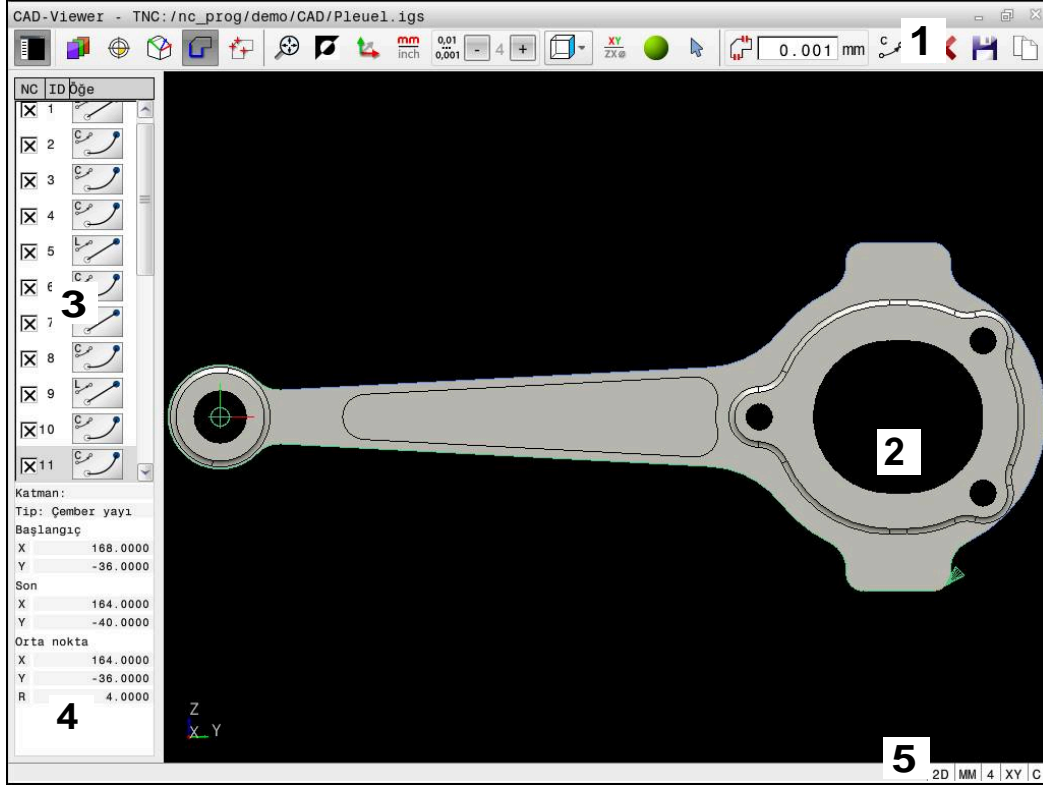 CAD-Viewer - TNC:/nc_prog/demo/CAD/Pleuel.igs
mm inch 0,01 0,001 - 4 + XY ZX 0.001 mm C 1
NC ID Öğe
1
2 C
3 C
4 C
5 L
6 C
3
7
8 C
9 L
10 C
11 C
2
Katman:
Tip: Çember yayı
Başlangıç
X 168.0000
Y -36.0000
Son
X 164.0000
Y -40.0000
Orta nokta
X 164.0000
Y -36.0000
R 4.0000
4
Z
X Y
5
2D MM 4 XY C